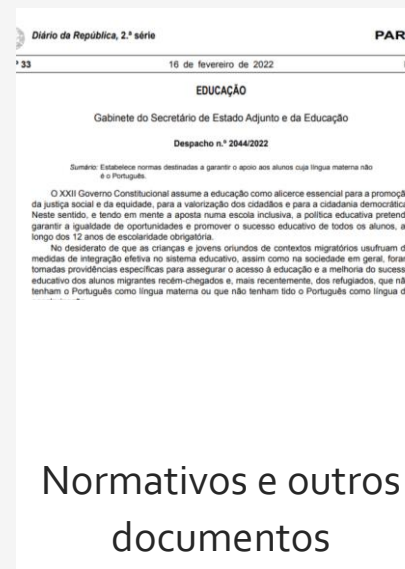 Diário da República, 2.ª série
PAR
º 33
16 de fevereiro de 2022
EDUCAÇÃO
Gabinete do Secretário de Estado Adjunto e da Educação
Despacho n.º 2044/2022
Sumário: Estabelece normas destinadas a garantir o apoio aos alunos cuja língua materna não
é o Português.
O XXII Governo Constitucional assume a educação como alicerce essencial para a promoçã
da justiça social e da equidade, para a valorização dos cidadãos e para a cidadania democrática
Neste sentido, e tendo em mente a aposta numa escola inclusiva, a política educativa pretend
garantir a igualdade de oportunidades e promover o sucesso educativo de todos os alunos, a
longo dos 12 anos de escolaridade obrigatória.
No desiderato de que as crianças e jovens oriundos de contextos migratórios usufruam d
medidas de integração efetiva no sistema educativo, assim como na sociedade em geral, foram
tomadas providências específicas para assegurar o acesso à educação e a melhoria do sucess
educativo dos alunos migrantes recém-chegados e, mais recentemente, dos refugiados, que nã
tenham o Português como língua materna ou que não tenham tido o Português como língua d
Normativos e outros
documentos